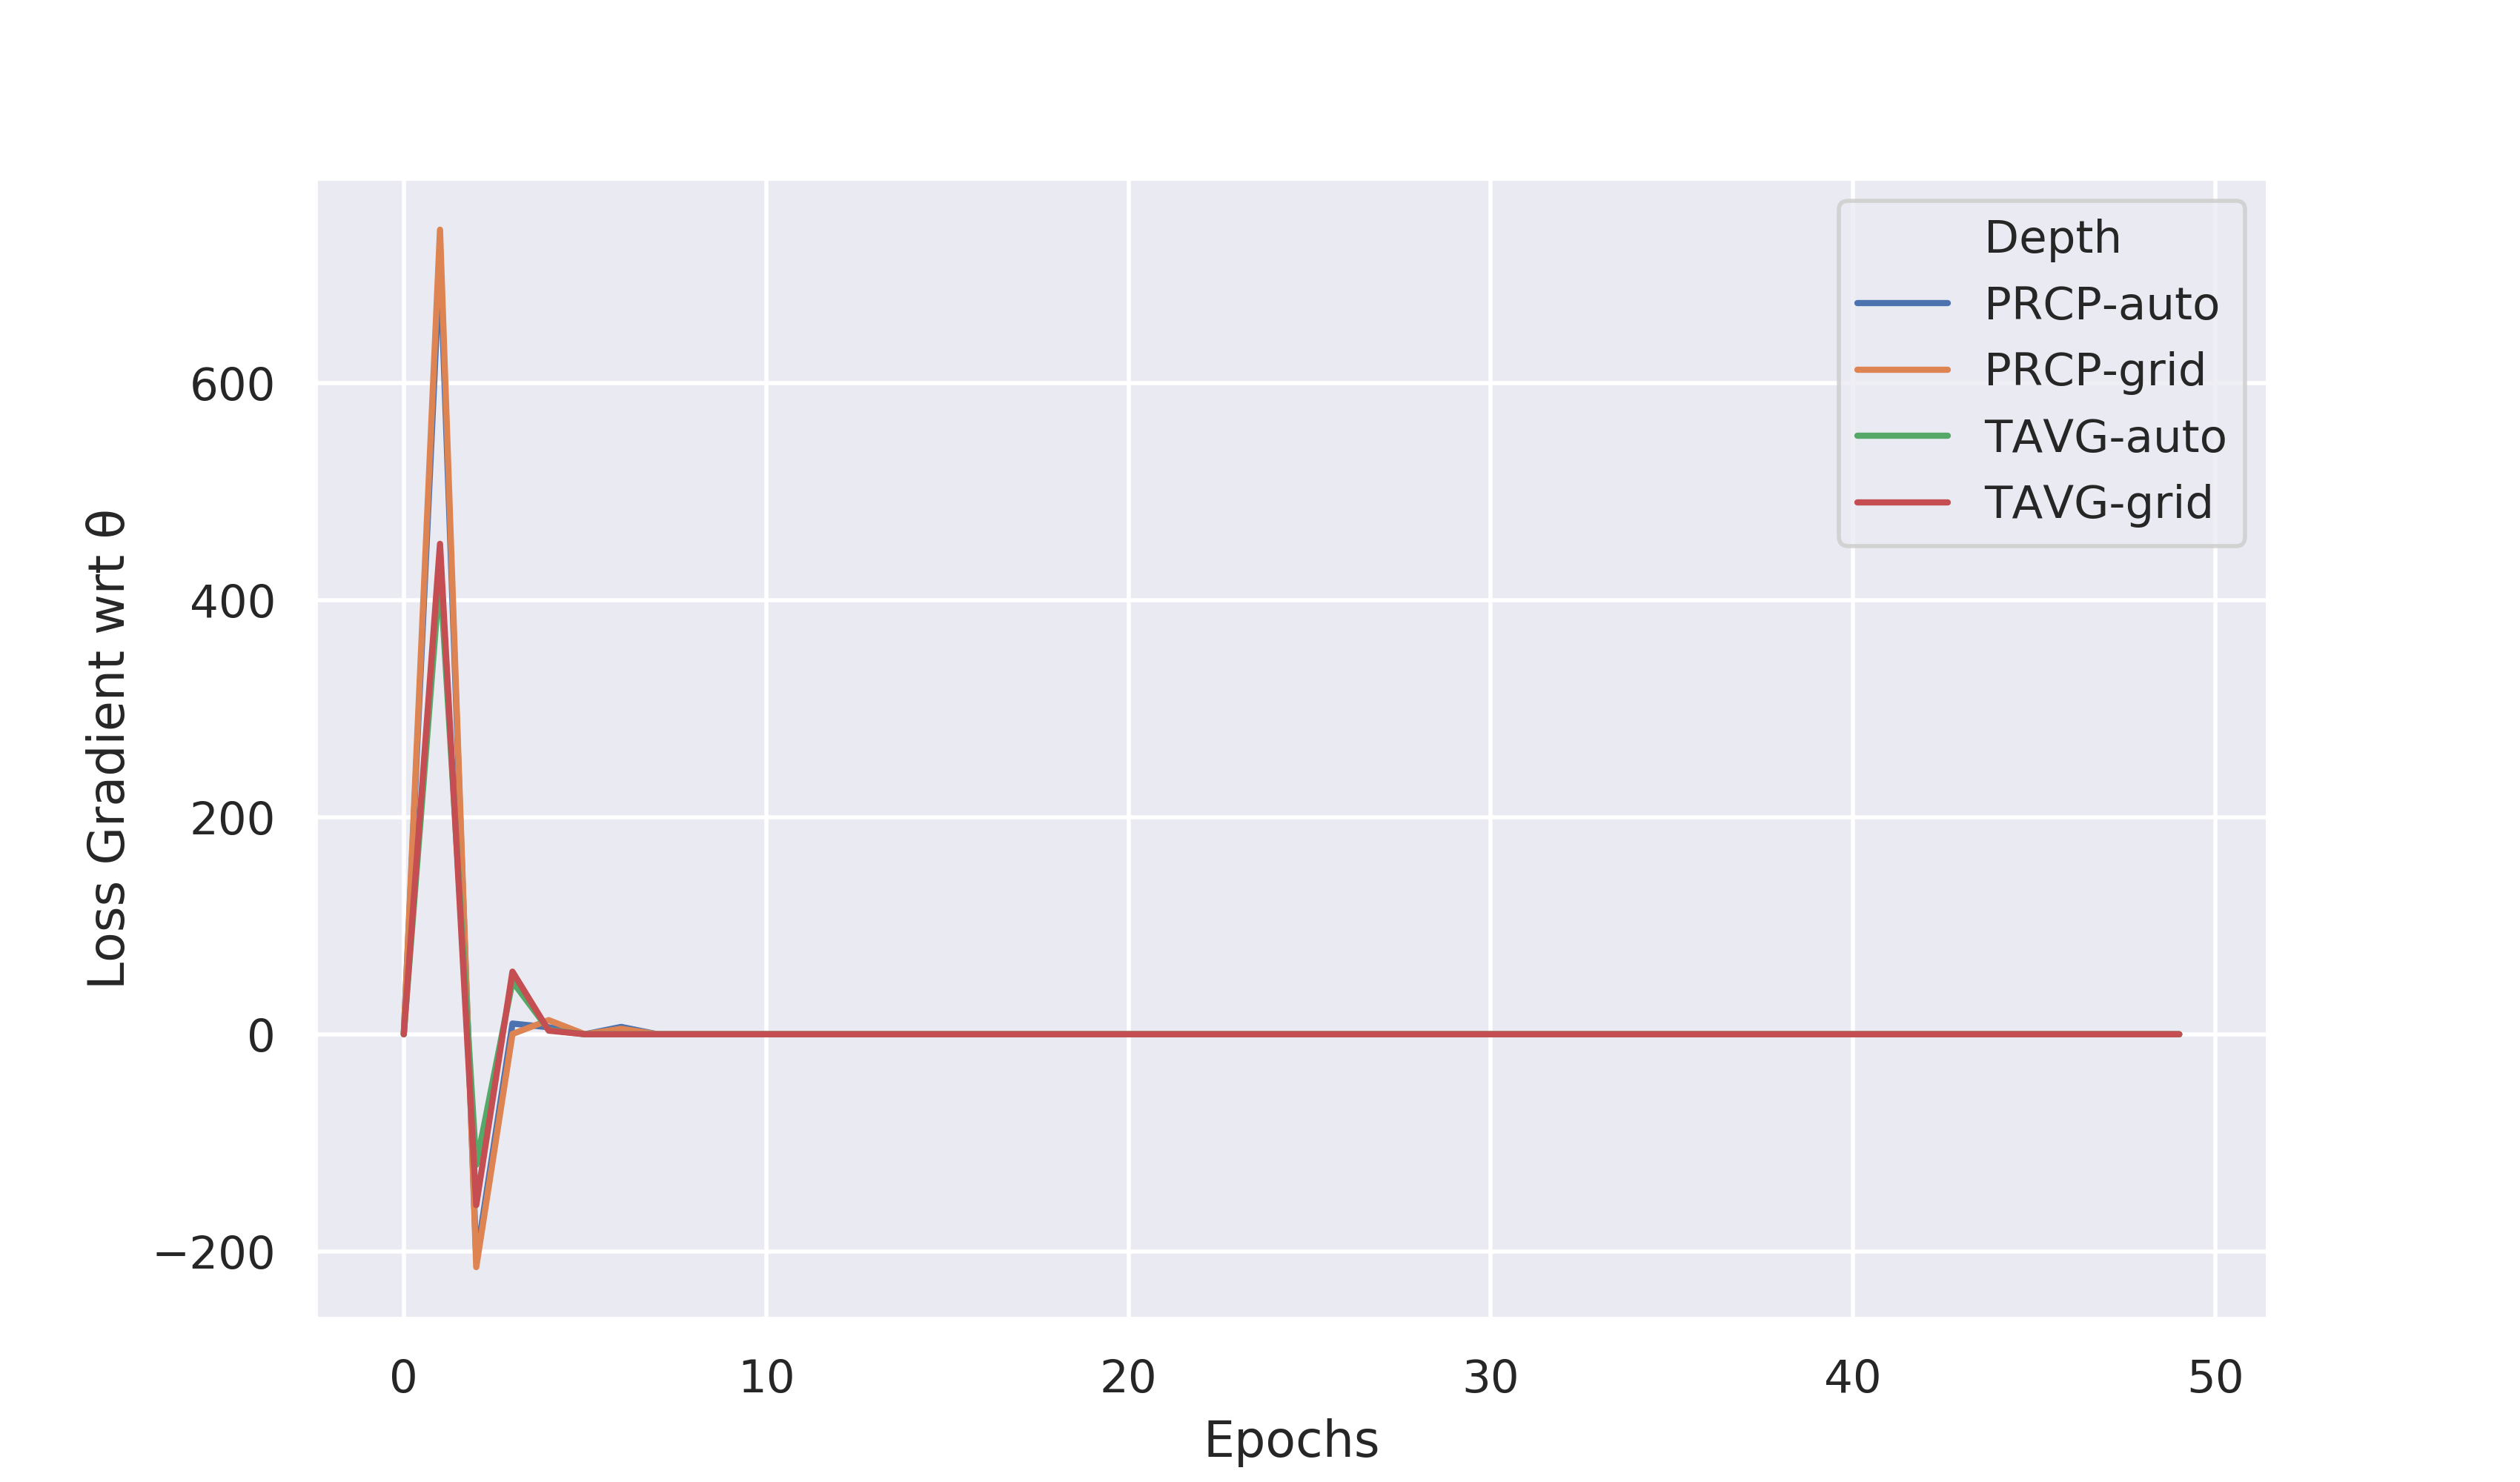 Depth
PRCP-auto
PRCP-grid
TAVG-auto
TAVG-grid
Loss Gradient wrt θ
600
400
200
0
−200
0 10 20 30 40 50
Epochs